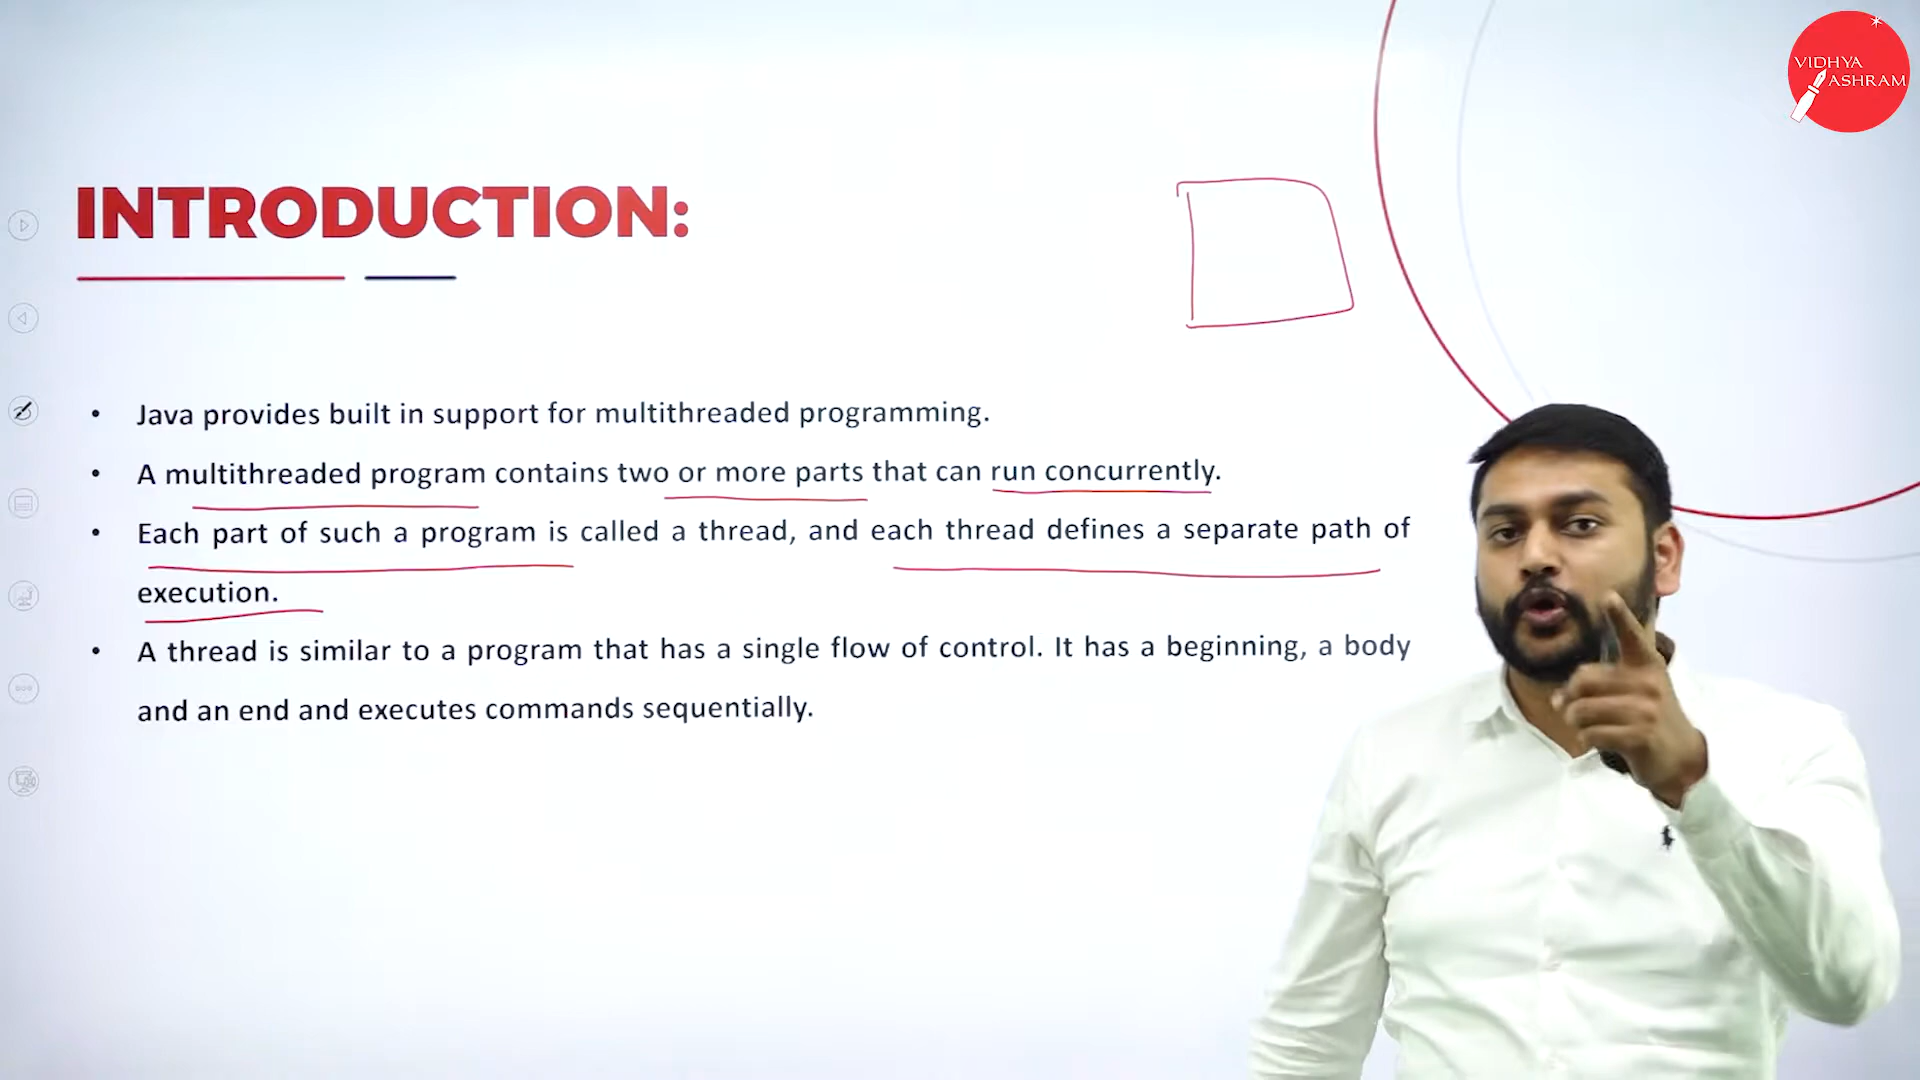 VIDHYA
ASHRAM
INTRODUCTION:
• Java provides built in support for multithreaded programming.
• A multithreaded program contains two or more parts that can run concurrently.
• Each part of such a program is called a thread, and each thread defines a separate path of
execution.
• A thread is similar to a program that has a single flow of control. It has a beginning, a body
and an end and executes commands sequentially.